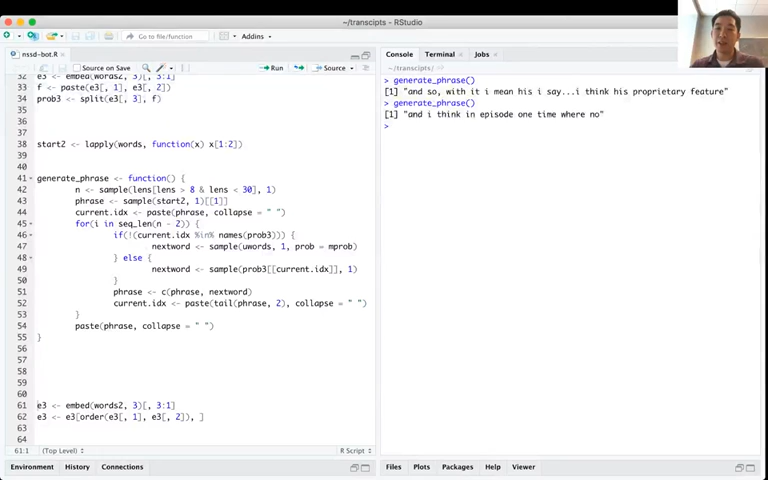 ~/transcipts - RStudio
Go to file/function
Addins
nssd-bot.R
Source on Save
Run
Source
32 e3 <- embed(words2, 3)[, 3:1]
33 f <- paste(e3[, 1], e3[, 2])
34 prob3 <- split(e3[, 3], f)
35
36
37
38 start2 <- lapply(words, function(x) x[1:2])
39
40
41 generate_phrase <- function() {
42 n <- sample(lens[lens > 8 & lens < 30], 1)
43 phrase <- sample(start2, 1)[[1]]
44 current.idx <- paste(phrase, collapse = " ")
45 for(i in seq_len(n - 2)) {
46 if(!(current.idx %in% names(prob3))) {
47 nextword <- sample(uwords, 1, prob = mprob)
48 } else {
49 nextword <- sample(prob3[[current.idx]], 1)
50 }
51 phrase <- c(phrase, nextword)
52 current.idx <- paste(tail(phrase, 2), collapse = " ")
53 }
54 paste(phrase, collapse = " ")
55 }
56
57
58
59
60
61 e3 <- embed(words2, 3)[, 3:1]
62 e3 <- e3[order(e3[, 1], e3[, 2]), ]
63
64
61:1 (Top Level) R Script
Environment History Connections
Console Terminal Jobs
~/transcripts/
> generate_phrase()
[1] "and so, with it i mean his i say...i think his proprietary feature"
> generate_phrase()
[1] "and i think in episode one time where no"
>
Files Plots Packages Help Viewer